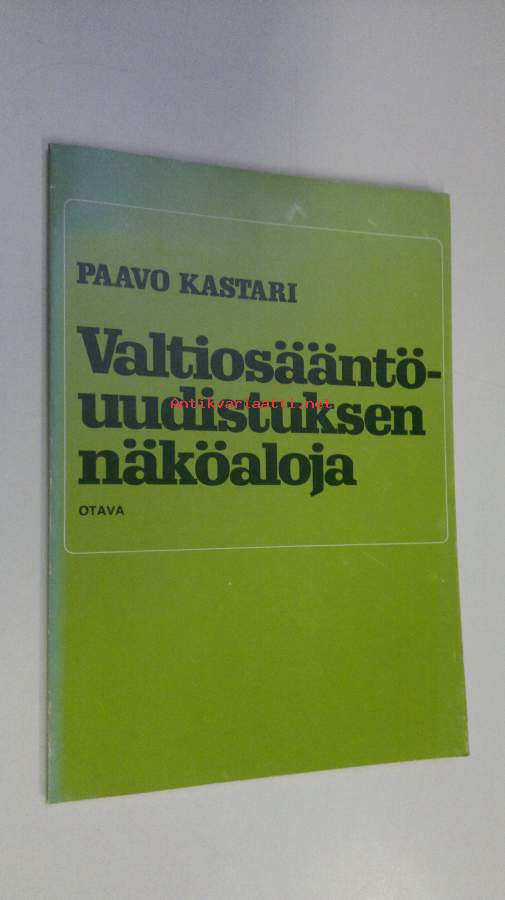 PAAVO KASTARI
Valtiosääntö-
uudistuksen
Antikvariaatti.net
näköaloja
OTAVA